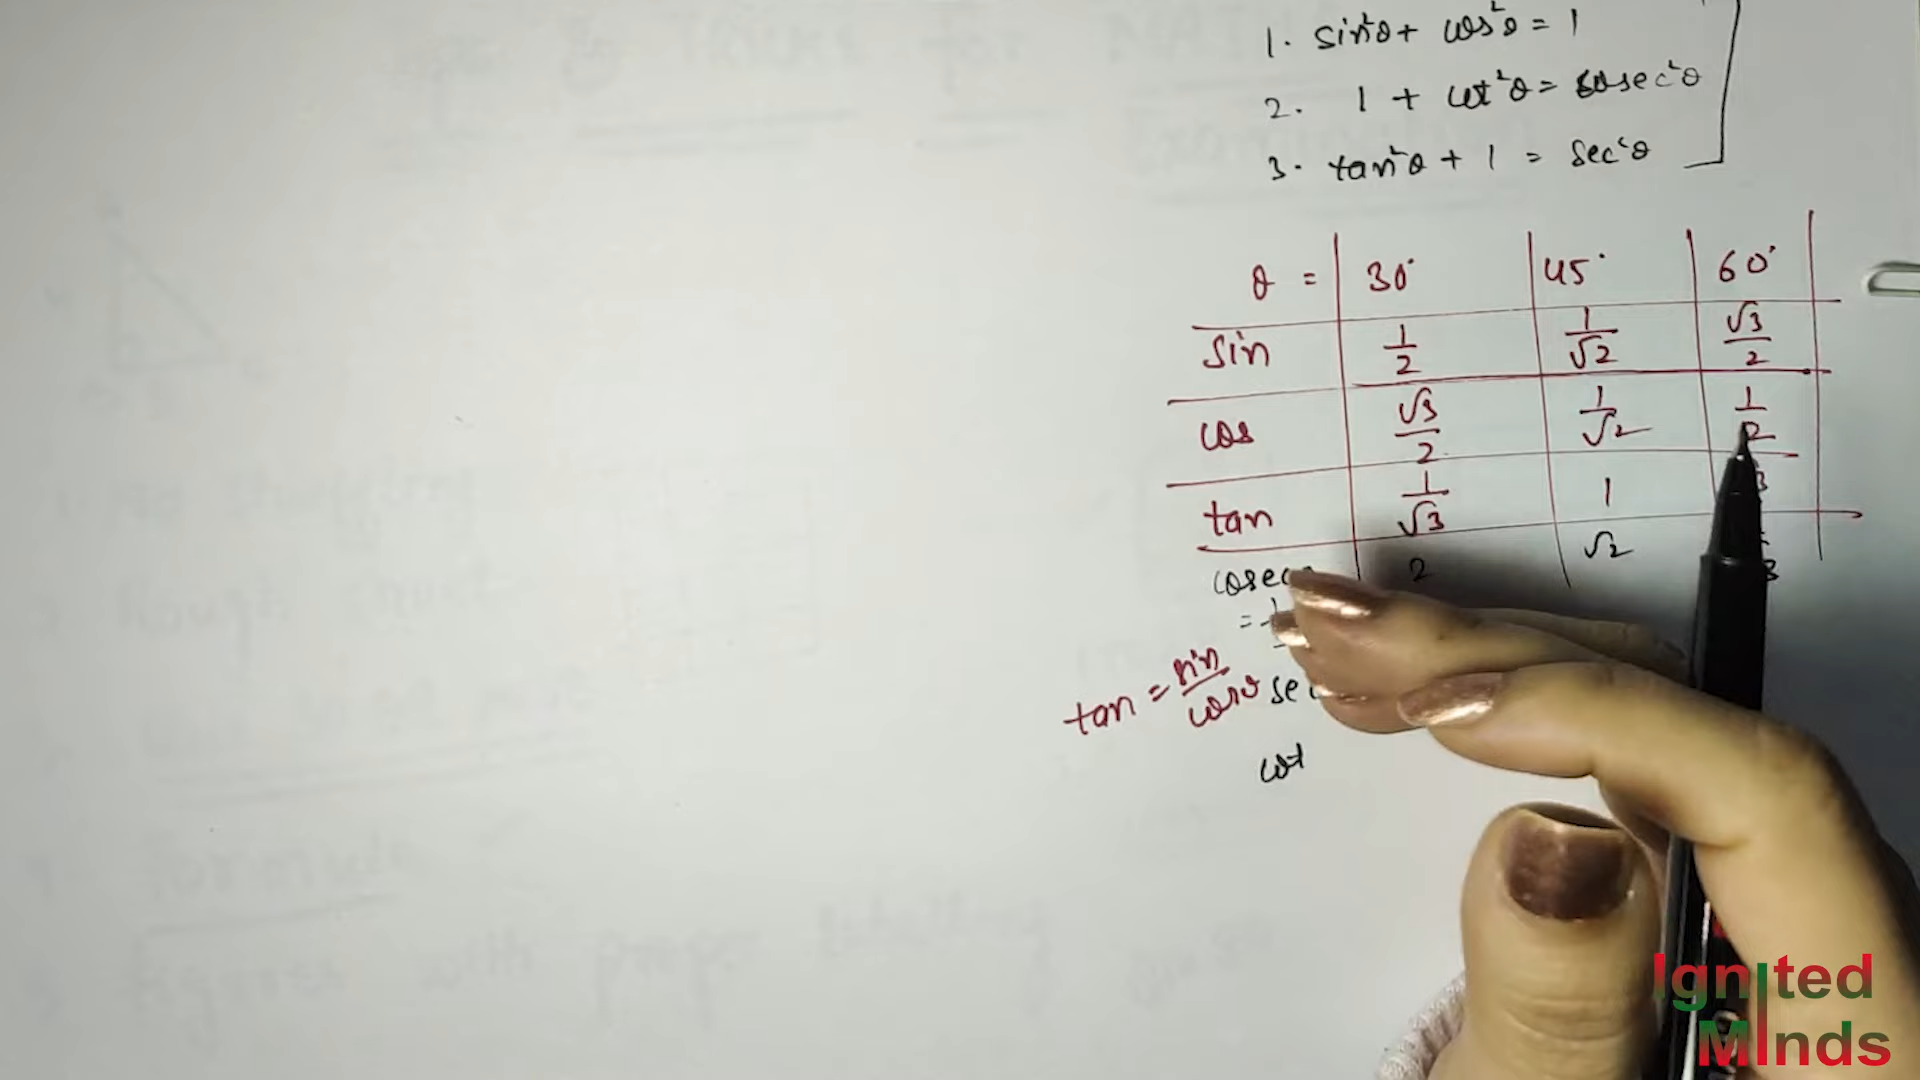 1. sin²θ + cos²θ = 1
2. 1 + cot²θ = cosec²θ
3. tan²θ + 1 = sec²θ
θ = 30° 45° 60°
sin 1/2 1/√2 √3/2
cos √3/2 1/√2 1/2
tan 1/√3 1
cosec 2 √2
tan = sin/cosθ
cot
Ignited
Minds